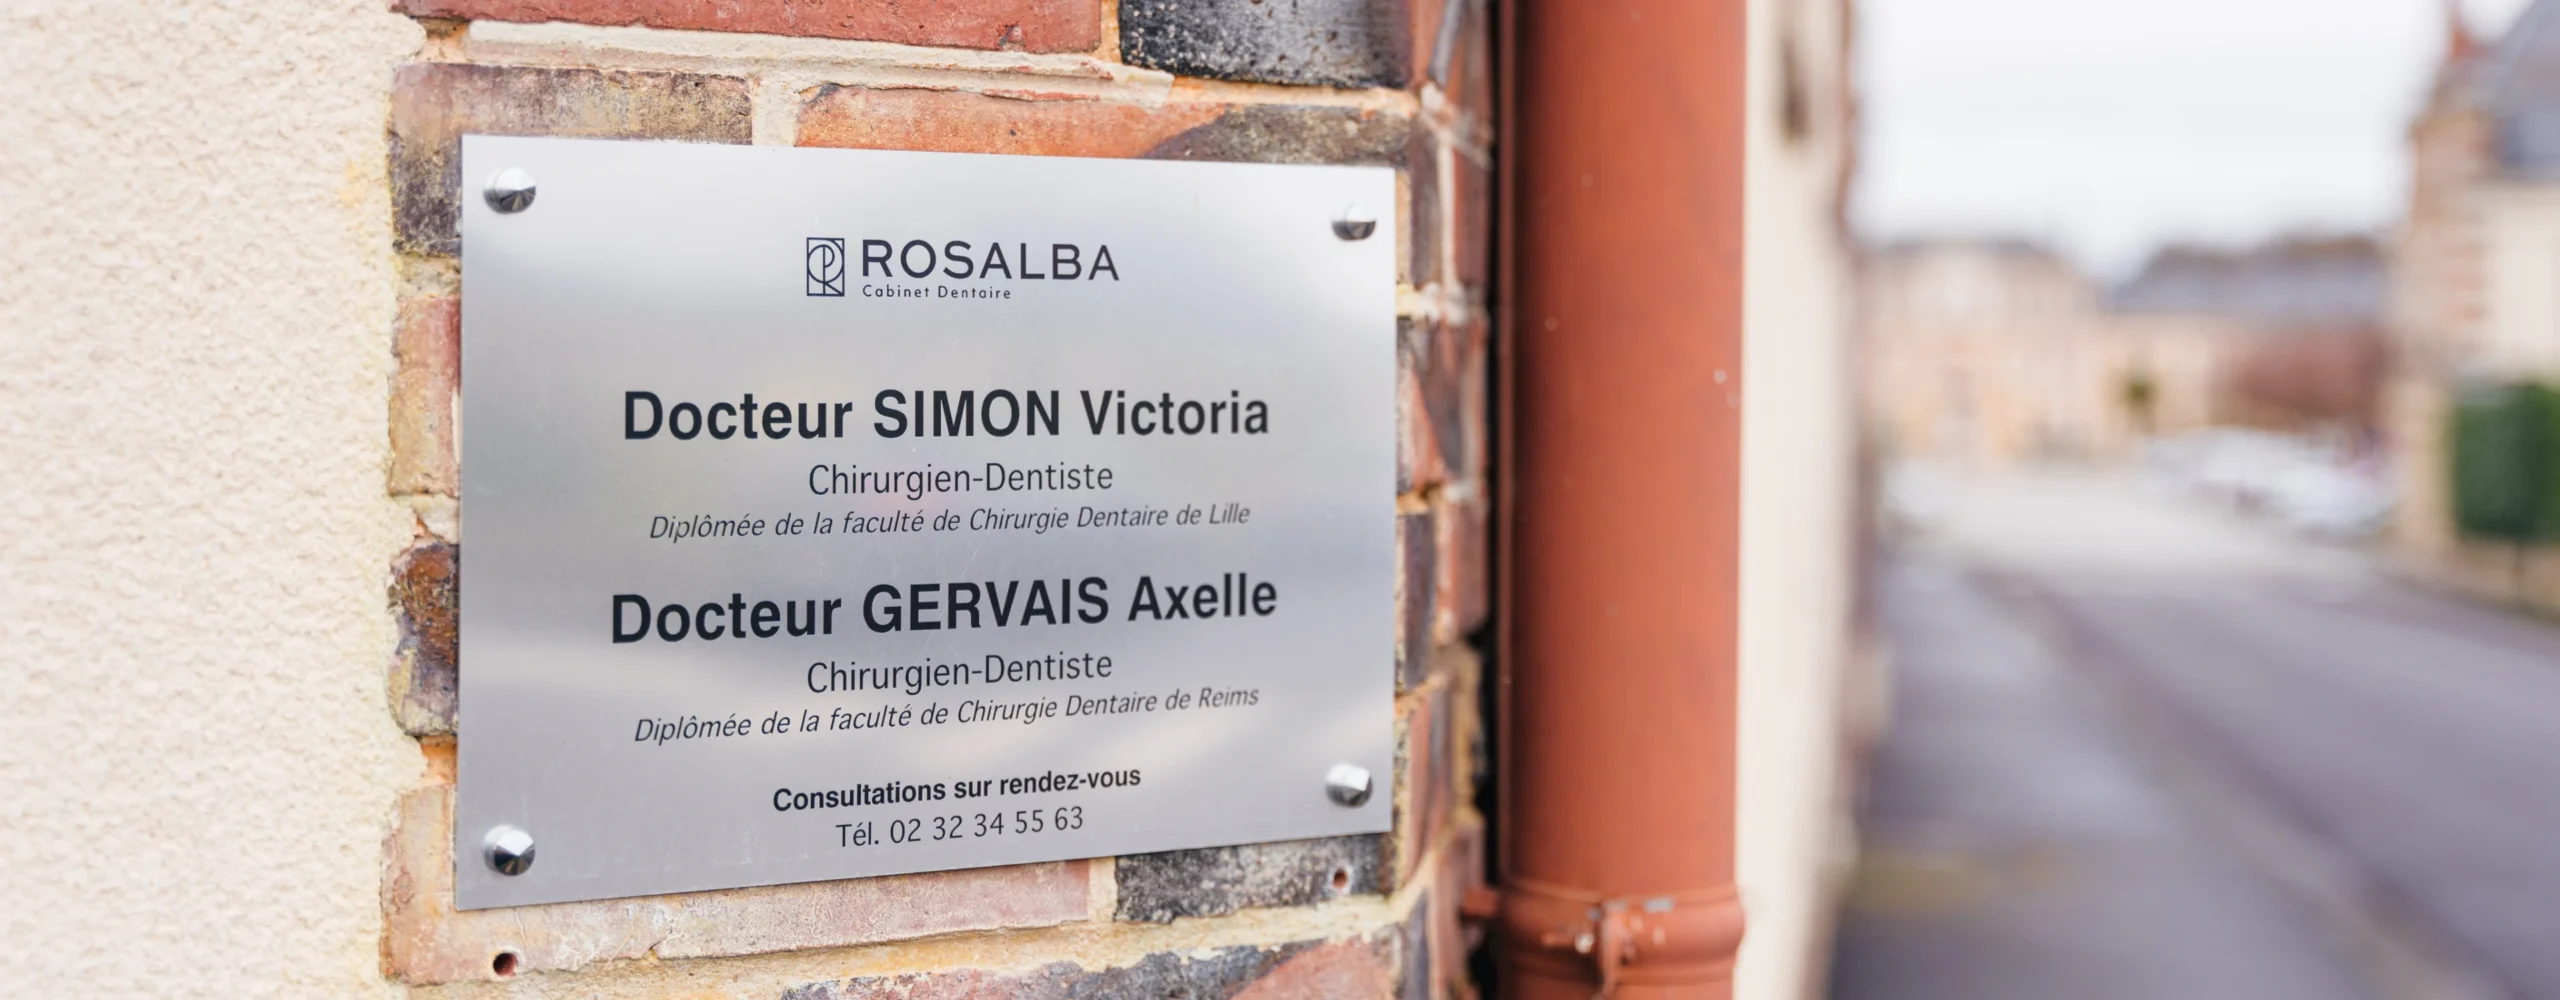 ROSALBA
Cabinet Dentaire
Docteur SIMON Victoria
Chirurgien-Dentiste
Diplômée de la faculté de Chirurgie Dentaire de Lille
Docteur GERVAIS Axelle
Chirurgien-Dentiste
Diplômée de la faculté de Chirurgie Dentaire de Reims
Consultations sur rendez-vous
Tél. 02 32 34 55 63